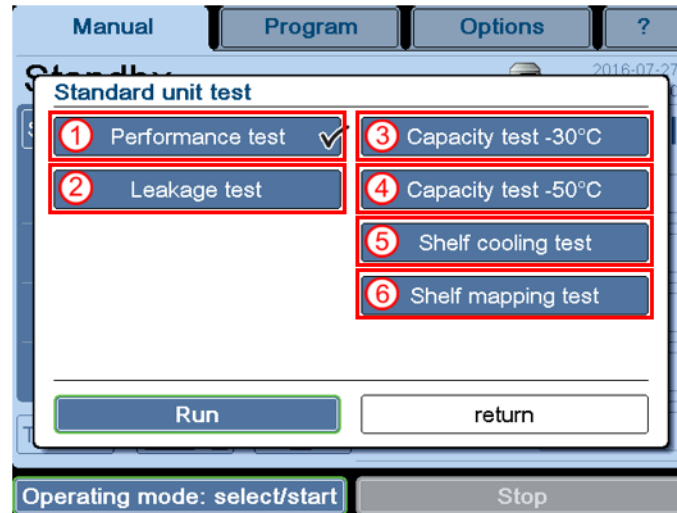 Manual Program Options ?
Standby
2016-07-27
Standard unit test
1 Performance test
3 Capacity test -30°C
2 Leakage test
4 Capacity test -50°C
5 Shelf cooling test
6 Shelf mapping test
Run return
Operating mode: select/start Stop